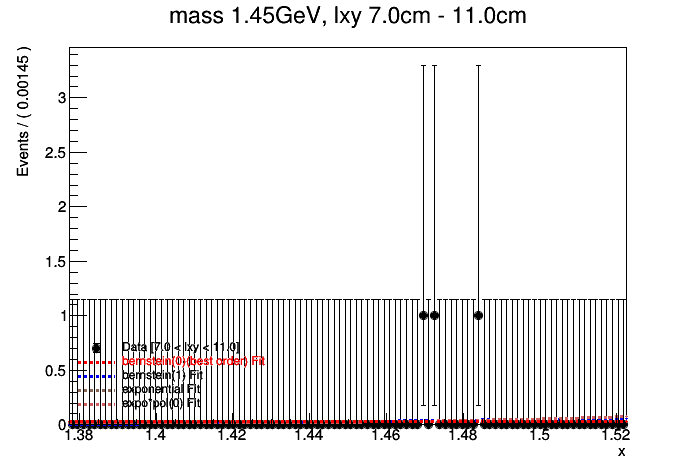 mass 1.45GeV, lxy 7.0cm - 11.0cm
Events / ( 0.00145 )
3
2.5
2
1.5
1
0.5
0
Data [7.0 < lxy < 11.0]
bernstein(0)(best order) Fit
bernstein(1) Fit
exponential Fit
expo*pol(0) Fit
1.38 1.4 1.42 1.44 1.46 1.48 1.5 1.52
x